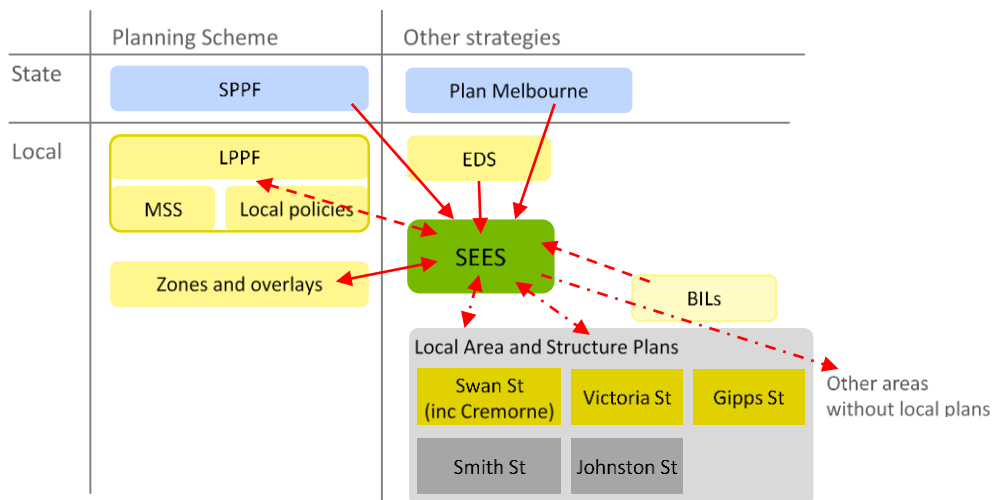 Planning Scheme
Other strategies
State
SPPF
Plan Melbourne
Local
LPPF
EDS
MSS
Local policies
SEES
Zones and overlays
BILs
Local Area and Structure Plans
Swan St
(inc Cremorne)
Victoria St
Gipps St
Other areas
without local plans
Smith St
Johnston St